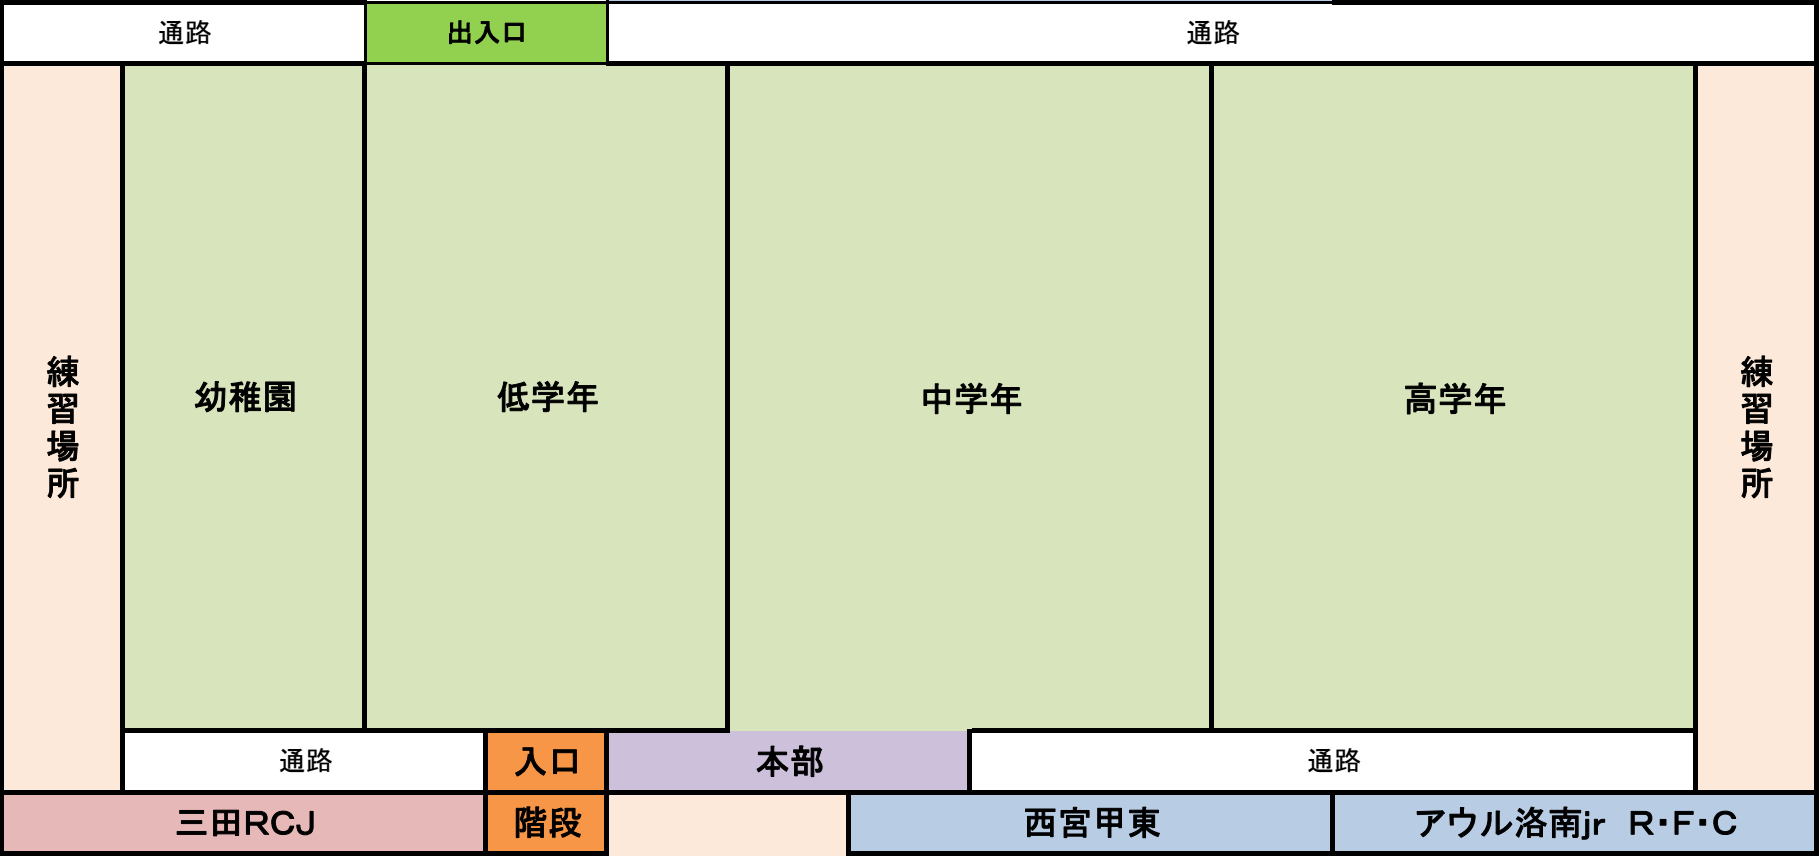 通路
出入口
通路
練習場所
幼稚園
低学年
中学年
高学年
練習場所
通路
入口
本部
通路
三田RCJ
階段
西宮甲東
アウル洛南jr　R・F・C